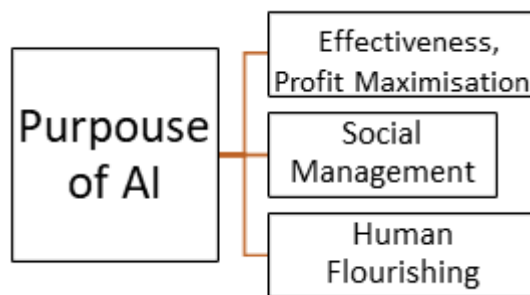 Purpouse
of AI
Effectiveness,
Profit Maximisation
Social
Management
Human
Flourishing